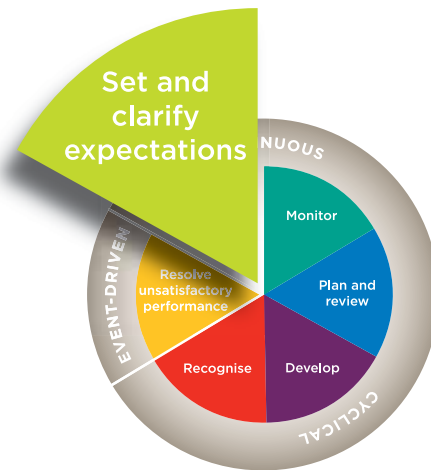 Set and
clarify
expectations
NUOUS
Monitor
Plan and
review
Develop
Recognise
Resolve
unsatisfactory
performance
EVENT-DRIVEN
CYCLICAL